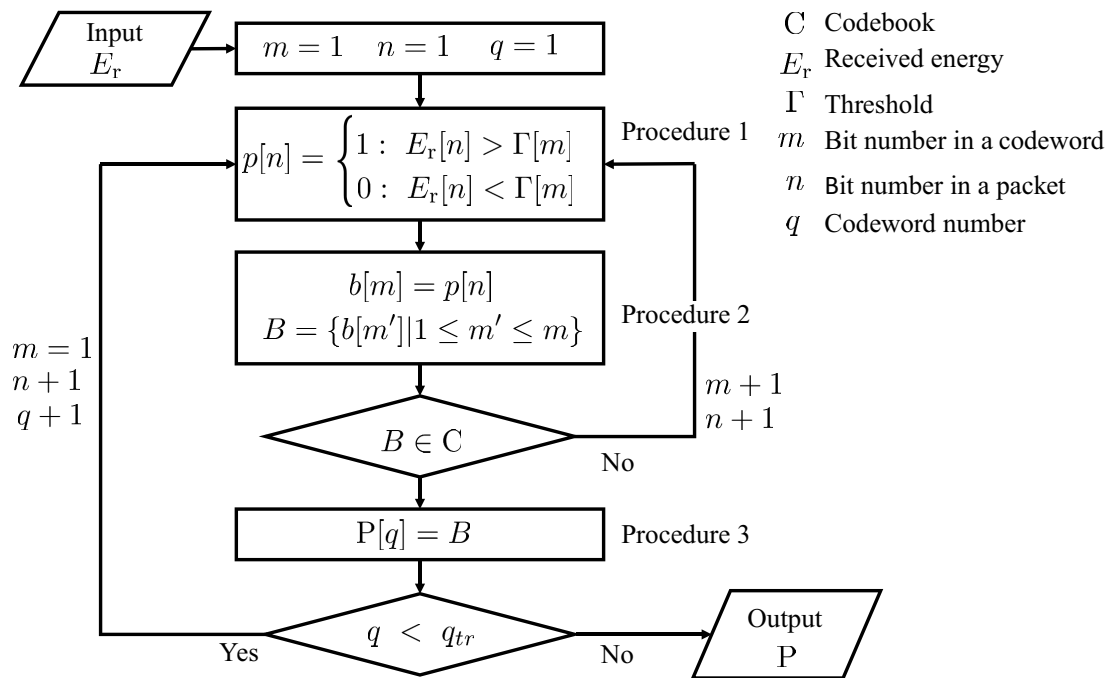 Input
E_r
m = 1 n = 1 q = 1
p[n] = { 1 : E_r[n] > Γ[m]
0 : E_r[n] < Γ[m]
Procedure 1
b[m] = p[n]
B = {b[m′]|1 ≤ m′ ≤ m}
Procedure 2
m = 1
n + 1
q + 1
m + 1
n + 1
B ∈ C
No
P[q] = B
Procedure 3
q < q_tr
Yes
No
Output
P
C Codebook
E_r Received energy
Γ Threshold
m Bit number in a codeword
n Bit number in a packet
q Codeword number